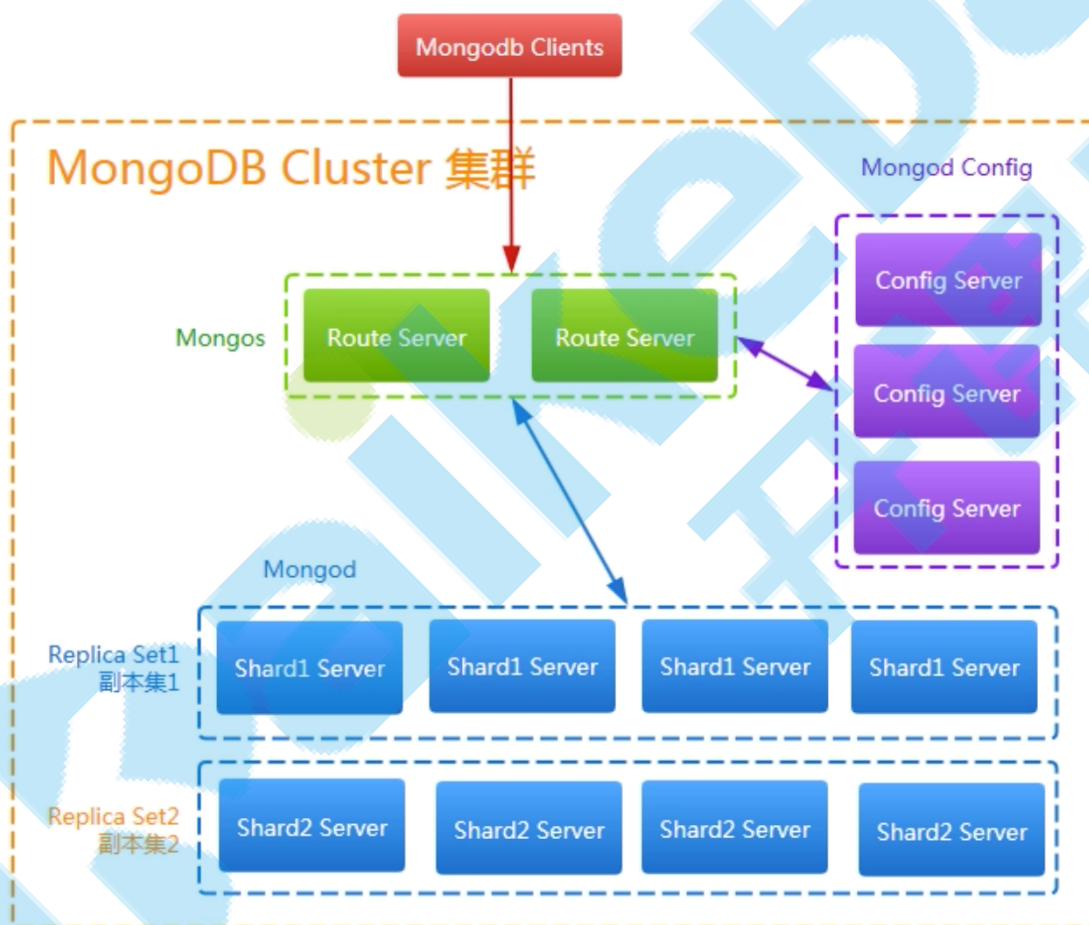 Mongodb Clients
MongoDB Cluster 集群
Mongod Config
Config Server
Mongos
Route Server
Route Server
Config Server
Config Server
Mongod
Replica Set1
副本集1
Shard1 Server
Shard1 Server
Shard1 Server
Shard1 Server
Replica Set2
副本集2
Shard2 Server
Shard2 Server
Shard2 Server
Shard2 Server